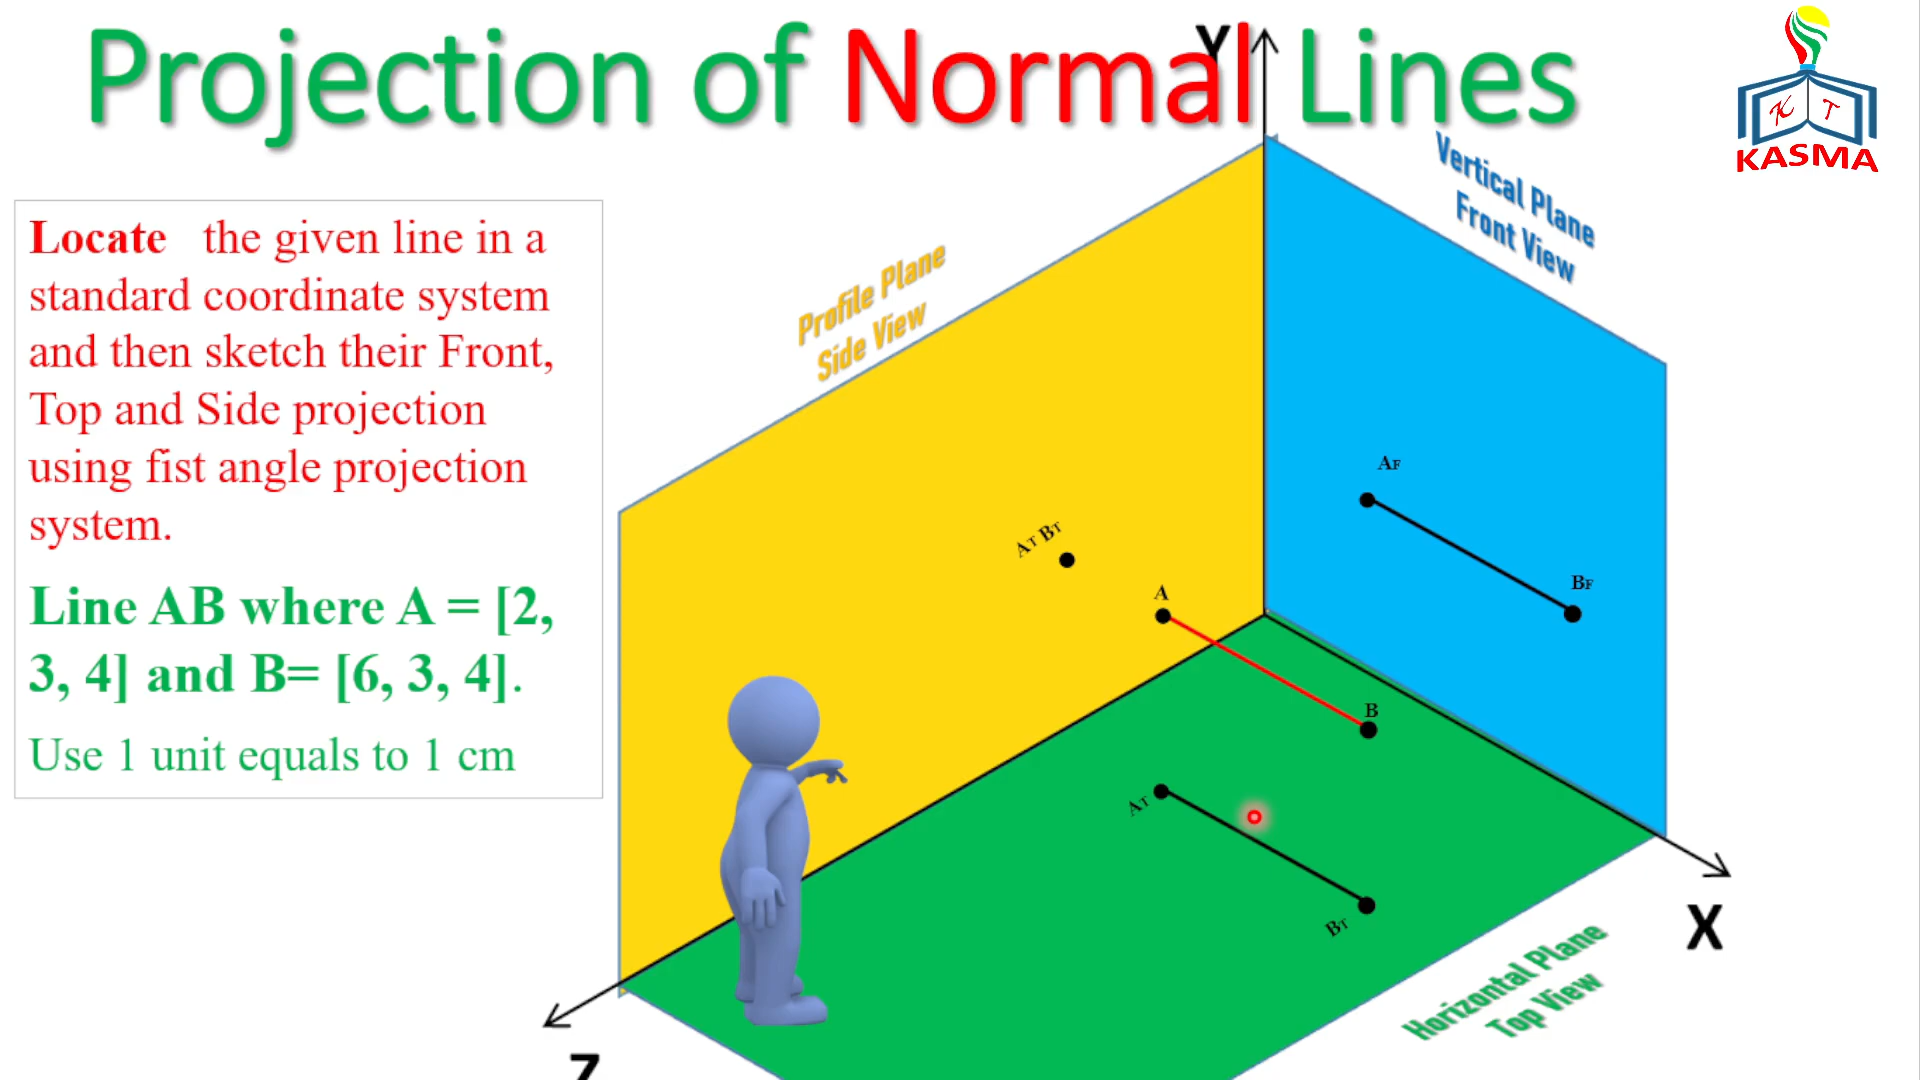 Projection of Normal Lines
Y
K T
KASMA
Vertical Plane
Front View
Locate the given line in a
standard coordinate system
and then sketch their Front,
Top and Side projection
using fist angle projection
system.
Line AB where A = [2,
3, 4] and B= [6, 3, 4].
Use 1 unit equals to 1 cm
Profile Plane
Side View
AF
AT BT
BF
A
B
AT
BT
X
Horizontal Plane
Top View
Z